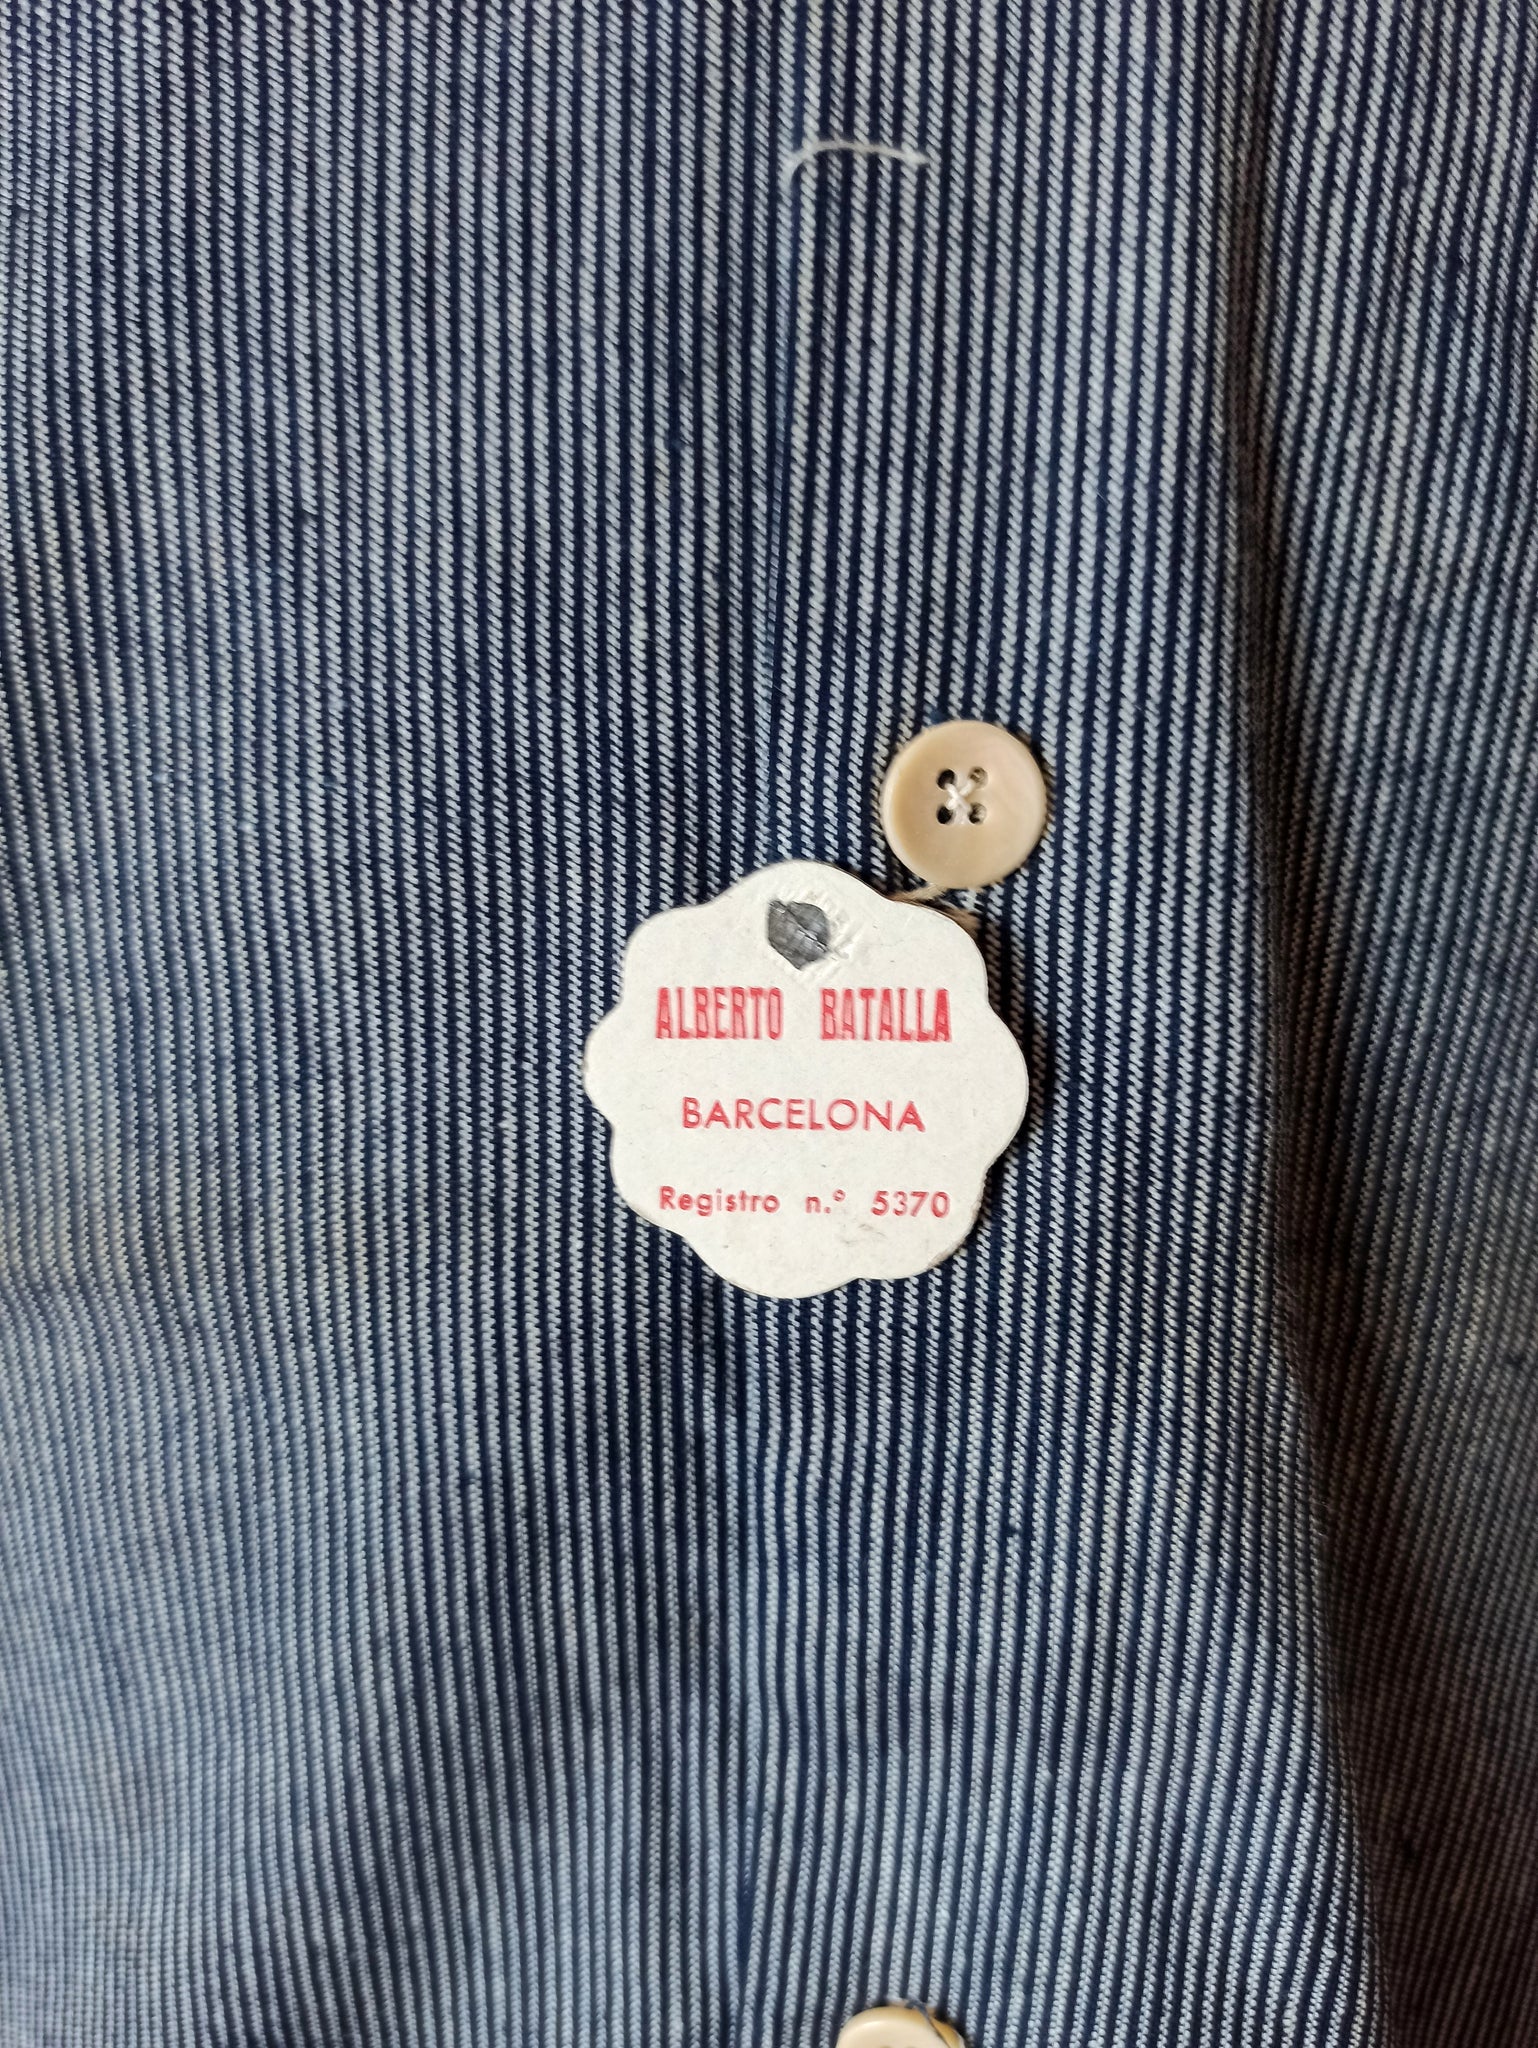 ALBERTO BATALLA
BARCELONA
Registro n.º 5370